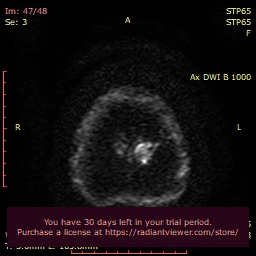 Im: 47/48
Se: 3
A
STP65
STP65
F
Ax DWI B 1000
R
L
You have 30 days left in your trial period.
Purchase a license at https://radiantviewer.com/store/